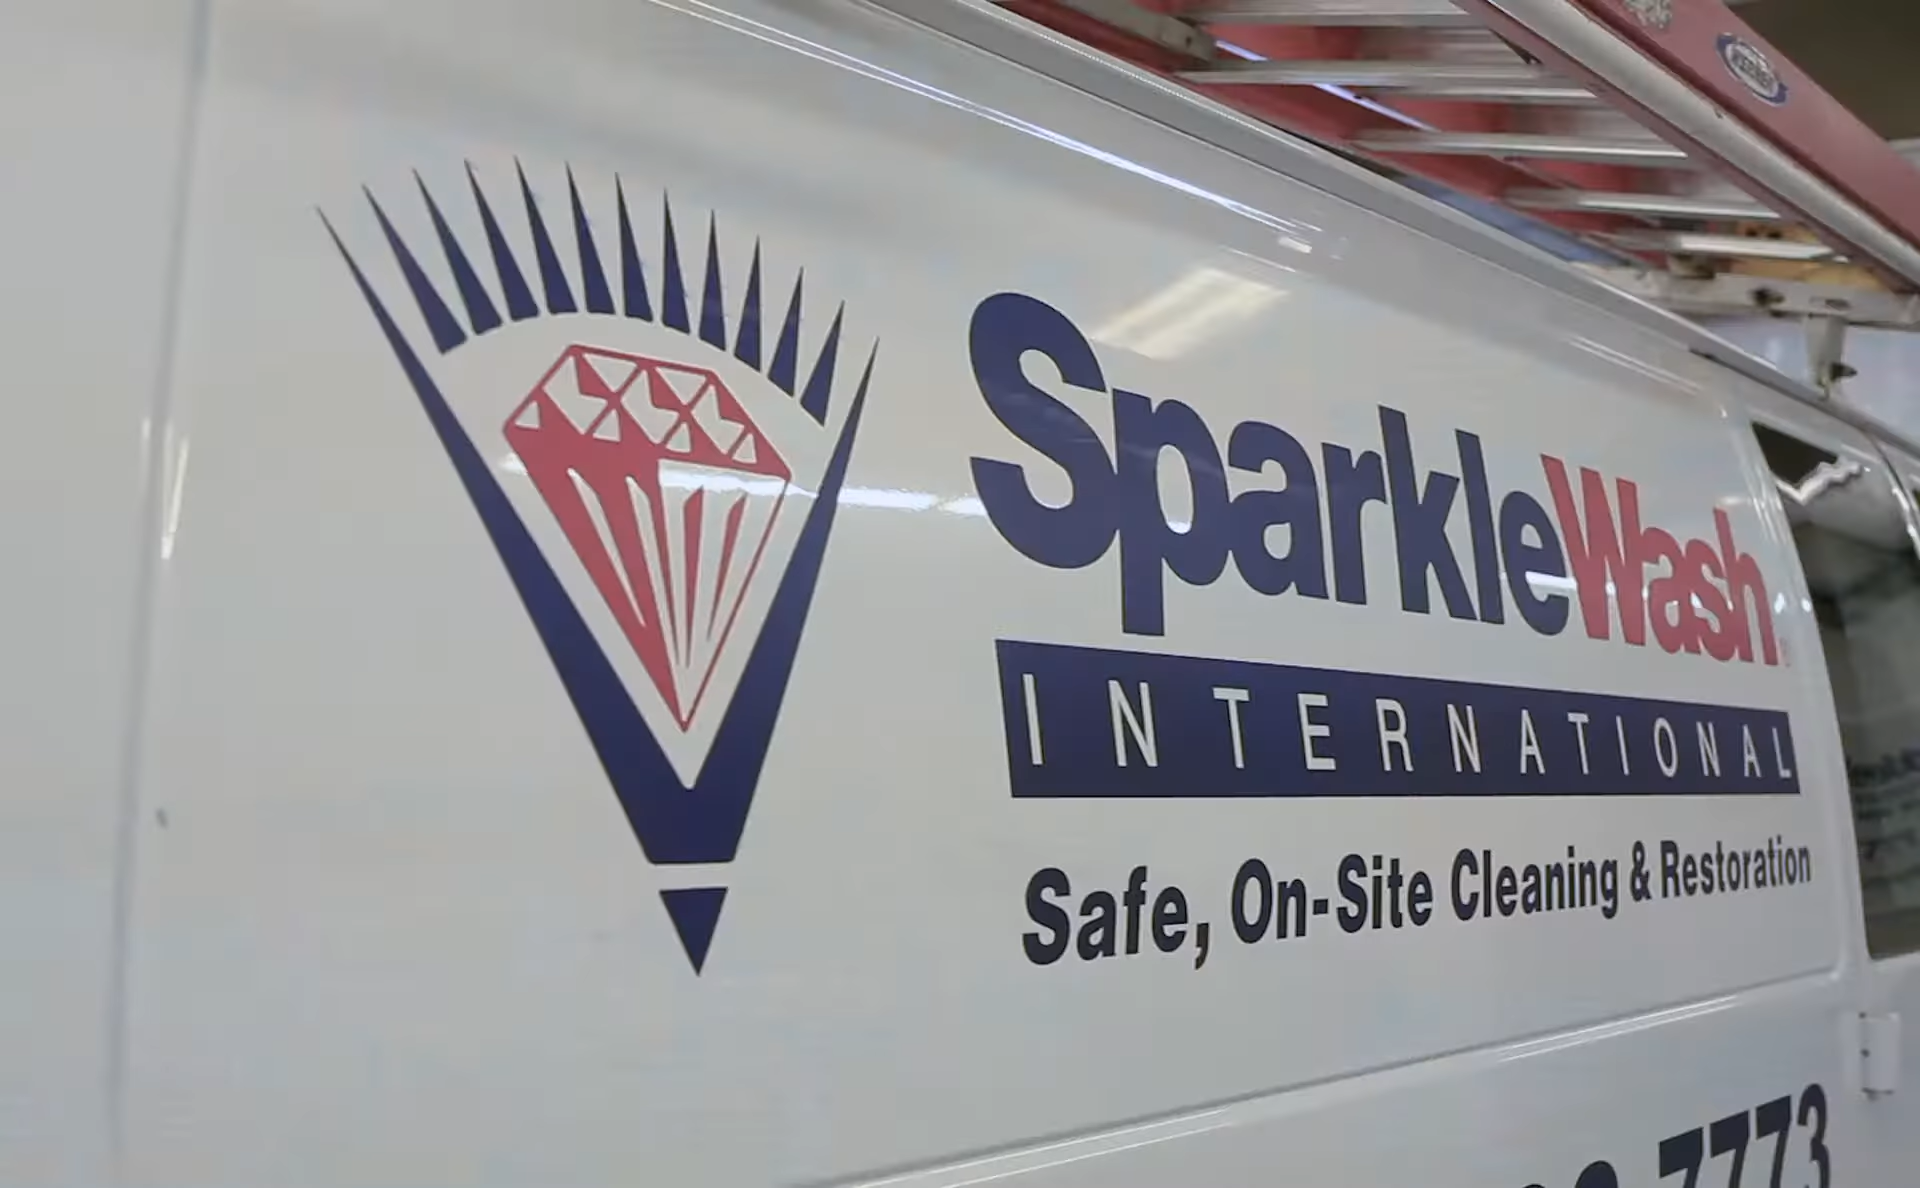 SparkleWash
INTERNATIONAL
Safe, On-Site Cleaning & Restoration
7773